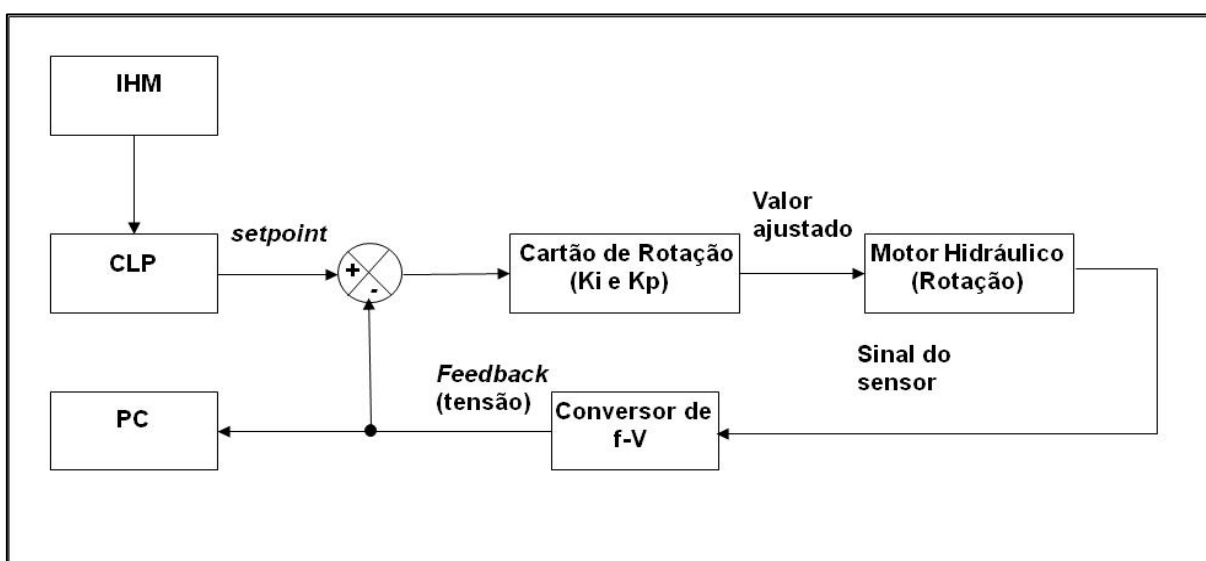 IHM
CLP
setpoint
+
-
Cartão de Rotação
(Ki e Kp)
Valor
ajustado
Motor Hidráulico
(Rotação)
Sinal do
sensor
Conversor de
f-V
Feedback
(tensão)
PC